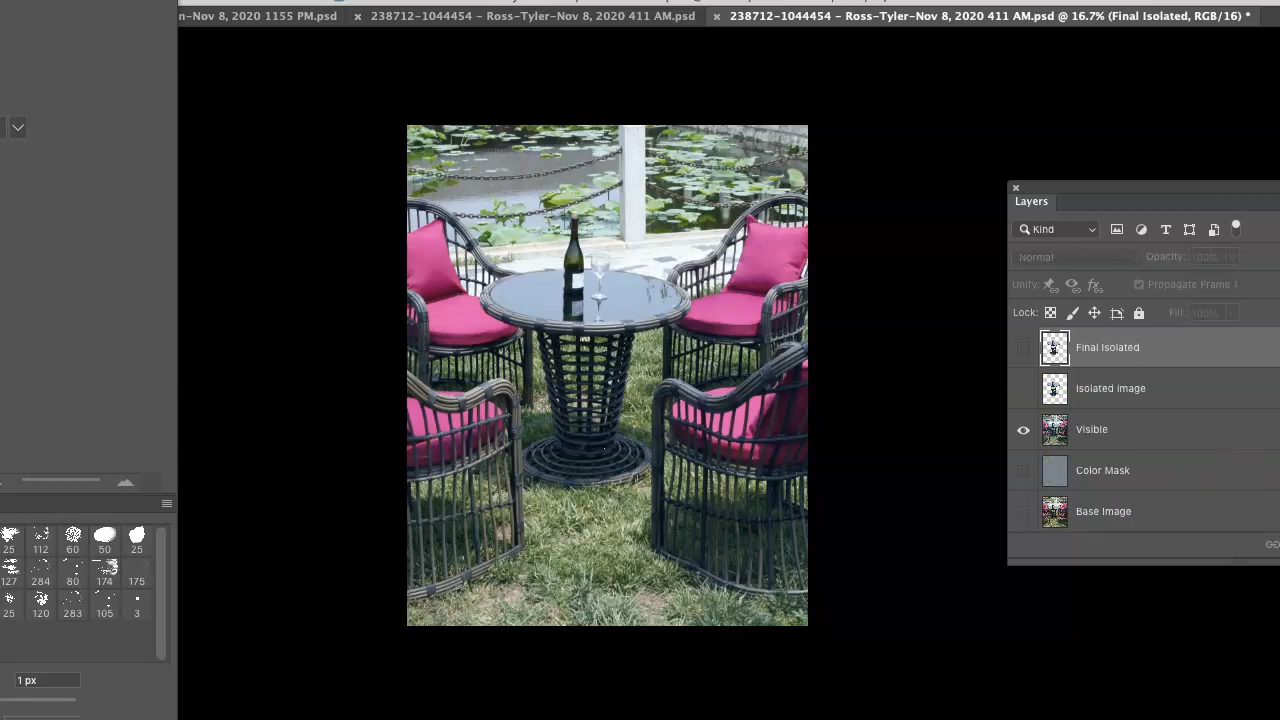 n-Nov 8, 2020 1155 PM.psd
238712-1044454 - Ross-Tyler-Nov 8, 2020 411 AM.psd
238712-1044454 - Ross-Tyler-Nov 8, 2020 411 AM.psd @ 16.7% (Final Isolated, RGB/16) *
Layers
Kind
Normal Opacity: 100%
Unify: Propagate Frame 1
Lock: Fill: 100%
Final Isolated
Isolated image
Visible
Color Mask
Base Image
25 112 60 50 25
127 284 80 174 175
25 120 283 105 3
1 px